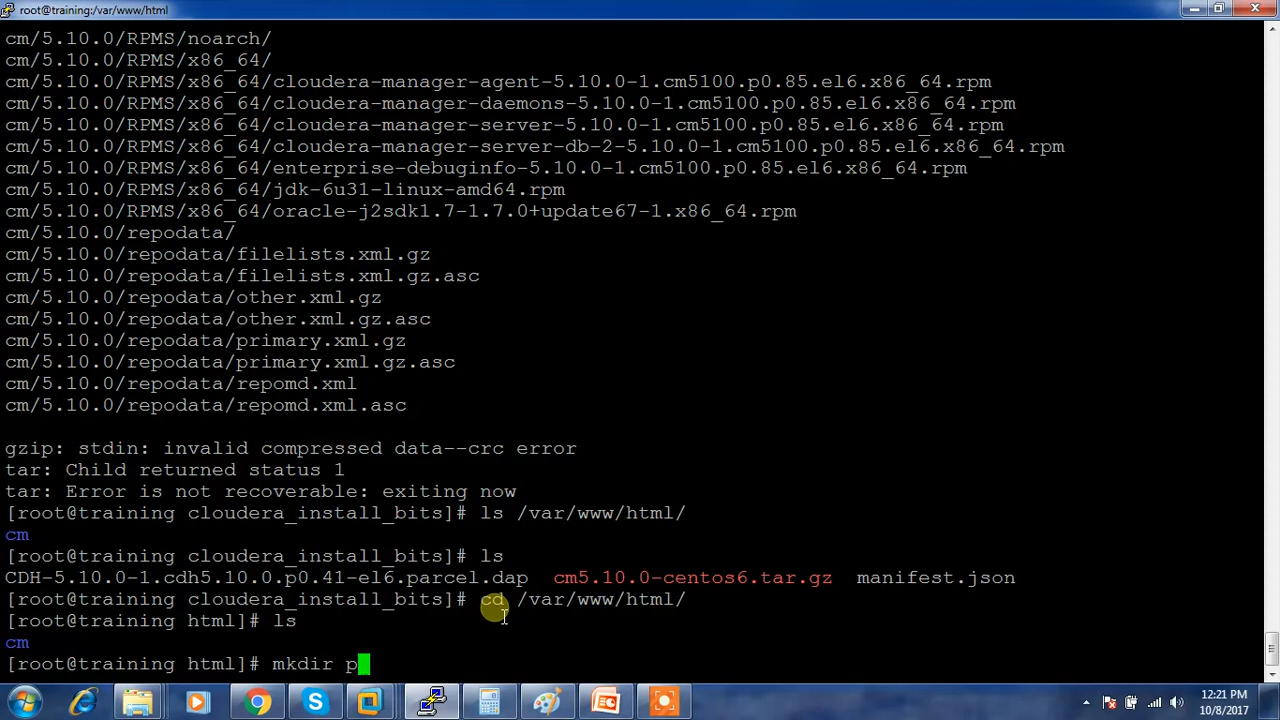 root@training:/var/www/html
cm/5.10.0/RPMS/noarch/
cm/5.10.0/RPMS/x86_64/
cm/5.10.0/RPMS/x86_64/cloudera-manager-agent-5.10.0-1.cm5100.p0.85.el6.x86_64.rpm
cm/5.10.0/RPMS/x86_64/cloudera-manager-daemons-5.10.0-1.cm5100.p0.85.el6.x86_64.rpm
cm/5.10.0/RPMS/x86_64/cloudera-manager-server-5.10.0-1.cm5100.p0.85.el6.x86_64.rpm
cm/5.10.0/RPMS/x86_64/cloudera-manager-server-db-2-5.10.0-1.cm5100.p0.85.el6.x86_64.rpm
cm/5.10.0/RPMS/x86_64/enterprise-debuginfo-5.10.0-1.cm5100.p0.85.el6.x86_64.rpm
cm/5.10.0/RPMS/x86_64/jdk-6u31-linux-amd64.rpm
cm/5.10.0/RPMS/x86_64/oracle-j2sdk1.7-1.7.0+update67-1.x86_64.rpm
cm/5.10.0/repodata/
cm/5.10.0/repodata/filelists.xml.gz
cm/5.10.0/repodata/filelists.xml.gz.asc
cm/5.10.0/repodata/other.xml.gz
cm/5.10.0/repodata/other.xml.gz.asc
cm/5.10.0/repodata/primary.xml.gz
cm/5.10.0/repodata/primary.xml.gz.asc
cm/5.10.0/repodata/repomd.xml
cm/5.10.0/repodata/repomd.xml.asc
gzip: stdin: invalid compressed data--crc error
tar: Child returned status 1
tar: Error is not recoverable: exiting now
[root@training cloudera_install_bits]# ls /var/www/html/
cm
[root@training cloudera_install_bits]# ls
CDH-5.10.0-1.cdh5.10.0.p0.41-el6.parcel.dap  cm5.10.0-centos6.tar.gz  manifest.json
[root@training cloudera_install_bits]# cd /var/www/html/
[root@training html]# ls
cm
[root@training html]# mkdir p
12:21 PM
10/8/2017